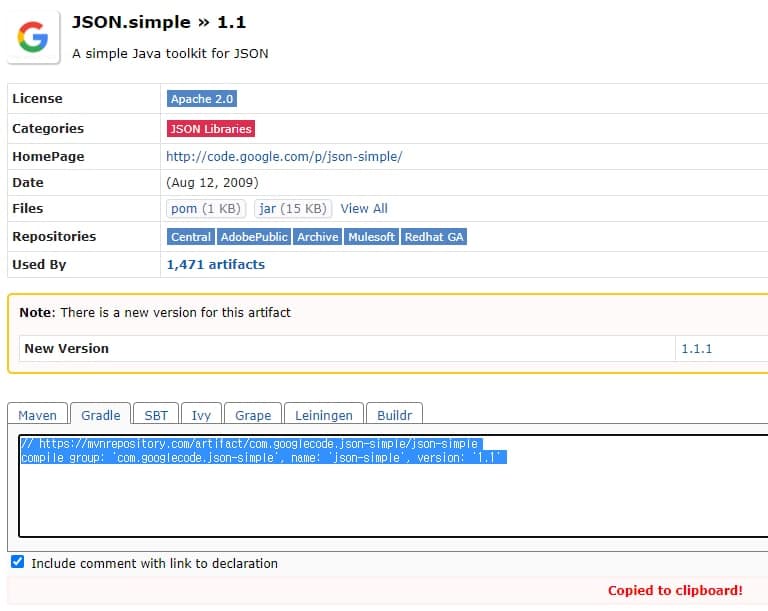 JSON.simple » 1.1
A simple Java toolkit for JSON
License Apache 2.0
Categories JSON Libraries
HomePage http://code.google.com/p/json-simple/
Date (Aug 12, 2009)
Files pom (1 KB) jar (15 KB) View All
Repositories Central AdobePublic Archive Mulesoft Redhat GA
Used By 1,471 artifacts
Note: There is a new version for this artifact
New Version 1.1.1
Maven Gradle SBT Ivy Grape Leiningen Buildr
// https://mvnrepository.com/artifact/com.googlecode.json-simple/json-simple
compile group: 'com.googlecode.json-simple', name: 'json-simple', version: '1.1'
Include comment with link to declaration
Copied to clipboard!